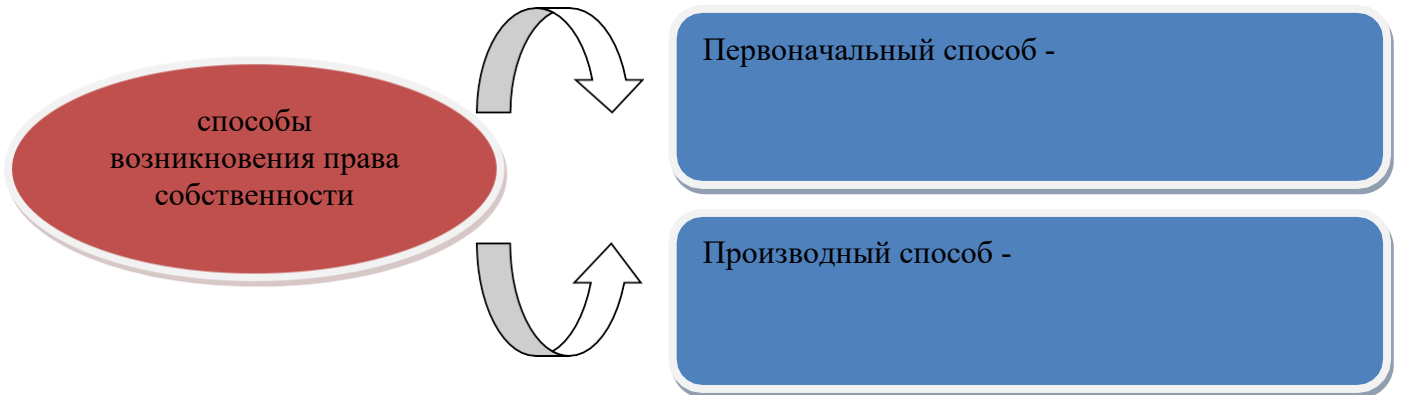 способы
возникновения права
собственности
Первоначальный способ -
Производный способ -